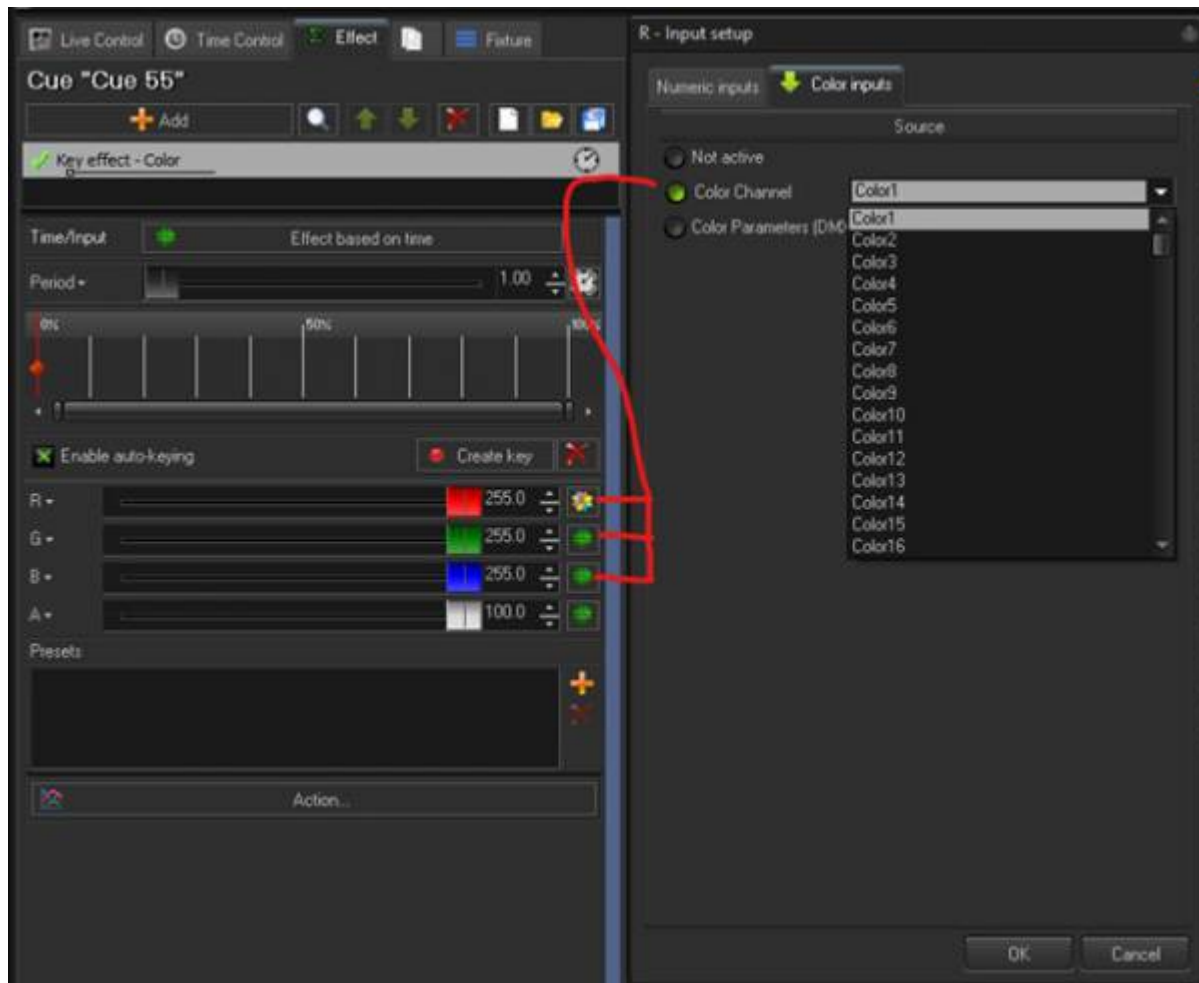 Live Control Time Control Effect Fixture
Cue "Cue 55"
Add
Key effect - Color
Time/Input Effect based on time
Period 1.00
0% 50% 100%
Enable auto-keying Create key
R 255.0
G 255.0
B 255.0
A 100.0
Presets
Action...
R - Input setup
Numeric inputs Color inputs
Source
Not active
Color Channel Color1
Color Parameters (DM
Color1
Color2
Color3
Color4
Color5
Color6
Color7
Color8
Color9
Color10
Color11
Color12
Color13
Color14
Color15
Color16
OK Cancel